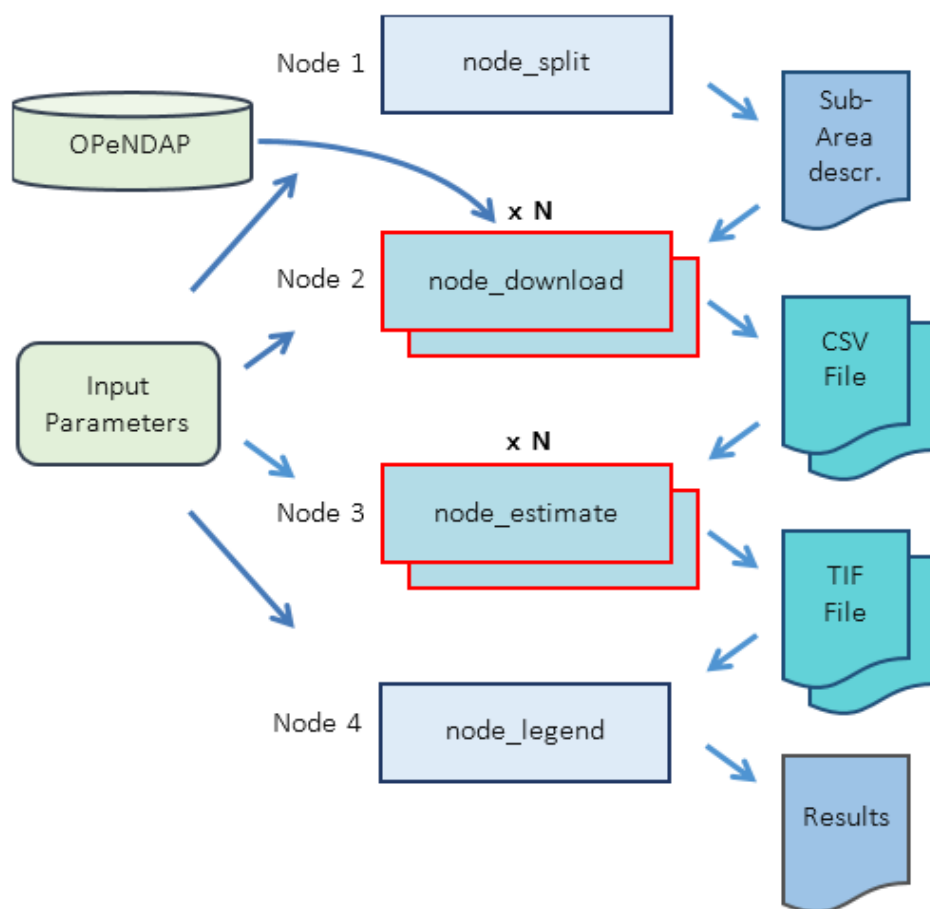 Node 1
node_split
OPeNDAP
Sub-
Area
descr.
x N
Node 2
node_download
CSV
File
Input
Parameters
x N
Node 3
node_estimate
TIF
File
Node 4
node_legend
Results